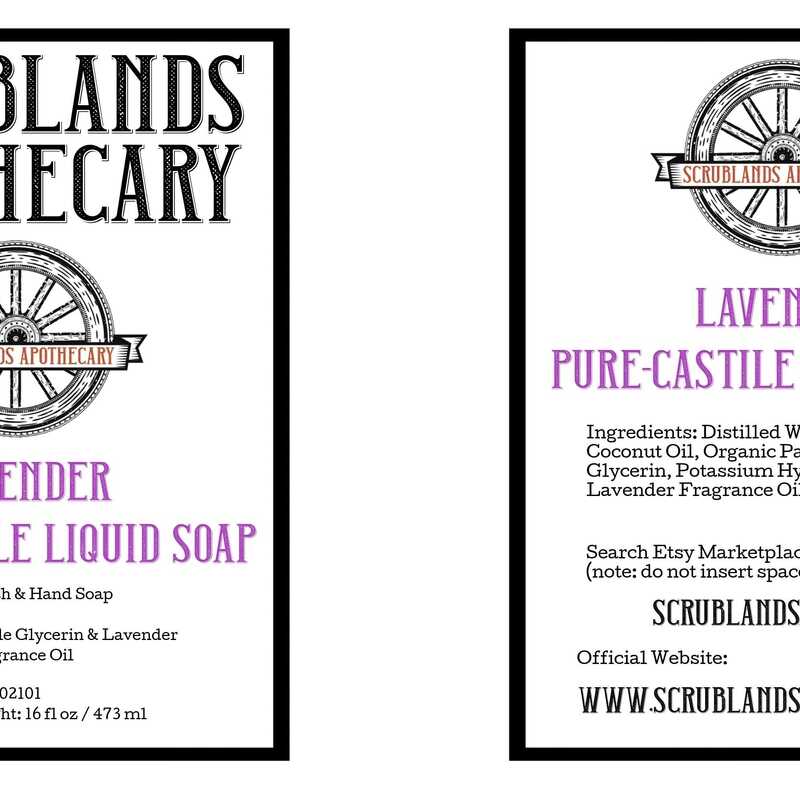 BLANDS
HECARY
DS APOTHECARY
ENDER
LE LIQUID SOAP
h & Hand Soap
le Glycerin & Lavender
grance Oil
02101
ht: 16 fl oz / 473 ml
SCRUBLANDS AP
LAVEN
PURE-CASTILE
Ingredients: Distilled W
Coconut Oil, Organic Pa
Glycerin, Potassium Hy
Lavender Fragrance Oil
Search Etsy Marketplac
(note: do not insert space
SCRUBLANDS
Official Website:
WWW.SCRUBLANDS